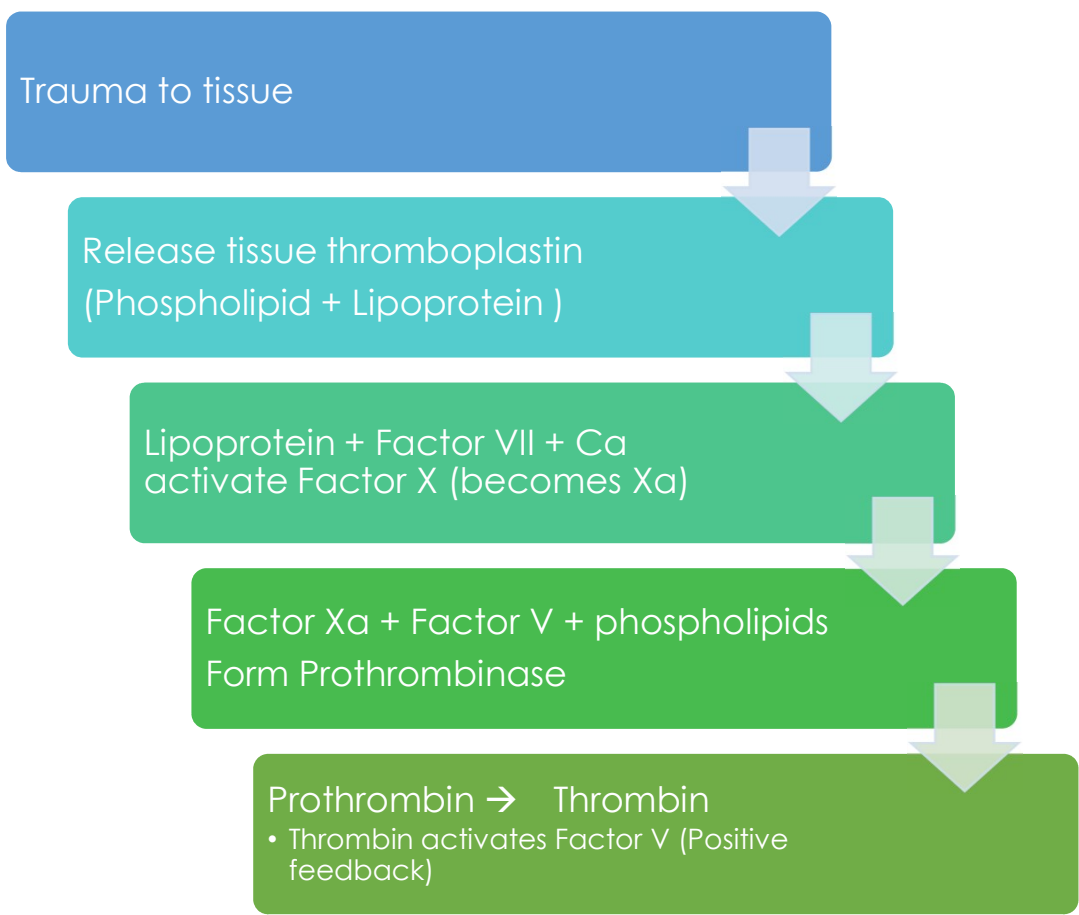 Trauma to tissue
Release tissue thromboplastin
(Phospholipid + Lipoprotein )
Lipoprotein + Factor VII + Ca
activate Factor X (becomes Xa)
Factor Xa + Factor V + phospholipids
Form Prothrombinase
Prothrombin → Thrombin
• Thrombin activates Factor V (Positive
feedback)